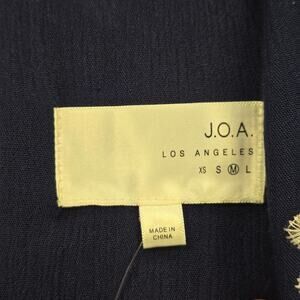 J.O.A.
LOS ANGELES
XS S M L
MADE IN
CHINA